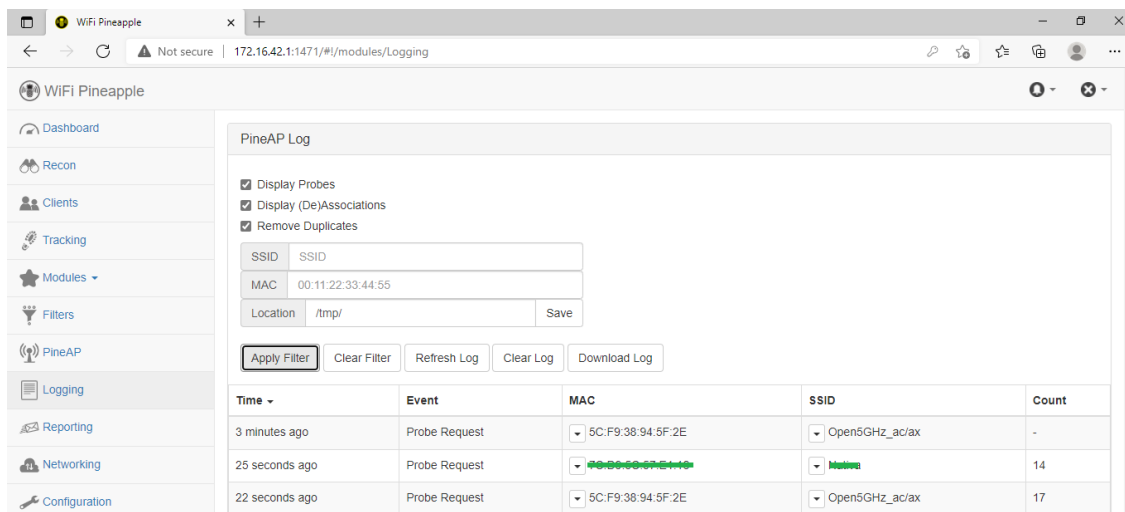 WiFi Pineapple
Not secure 172.16.42.1:1471/#!/modules/Logging
WiFi Pineapple
Dashboard
Recon
Clients
Tracking
Modules
Filters
PineAP
Logging
Reporting
Networking
Configuration
PineAP Log
Display Probes
Display (De)Associations
Remove Duplicates
SSID SSID
MAC 00:11:22:33:44:55
Location /tmp/ Save
Apply Filter Clear Filter Refresh Log Clear Log Download Log
Time Event MAC SSID Count
3 minutes ago Probe Request 5C:F9:38:94:5F:2E Open5GHz_ac/ax -
25 seconds ago Probe Request 14
22 seconds ago Probe Request 5C:F9:38:94:5F:2E Open5GHz_ac/ax 17